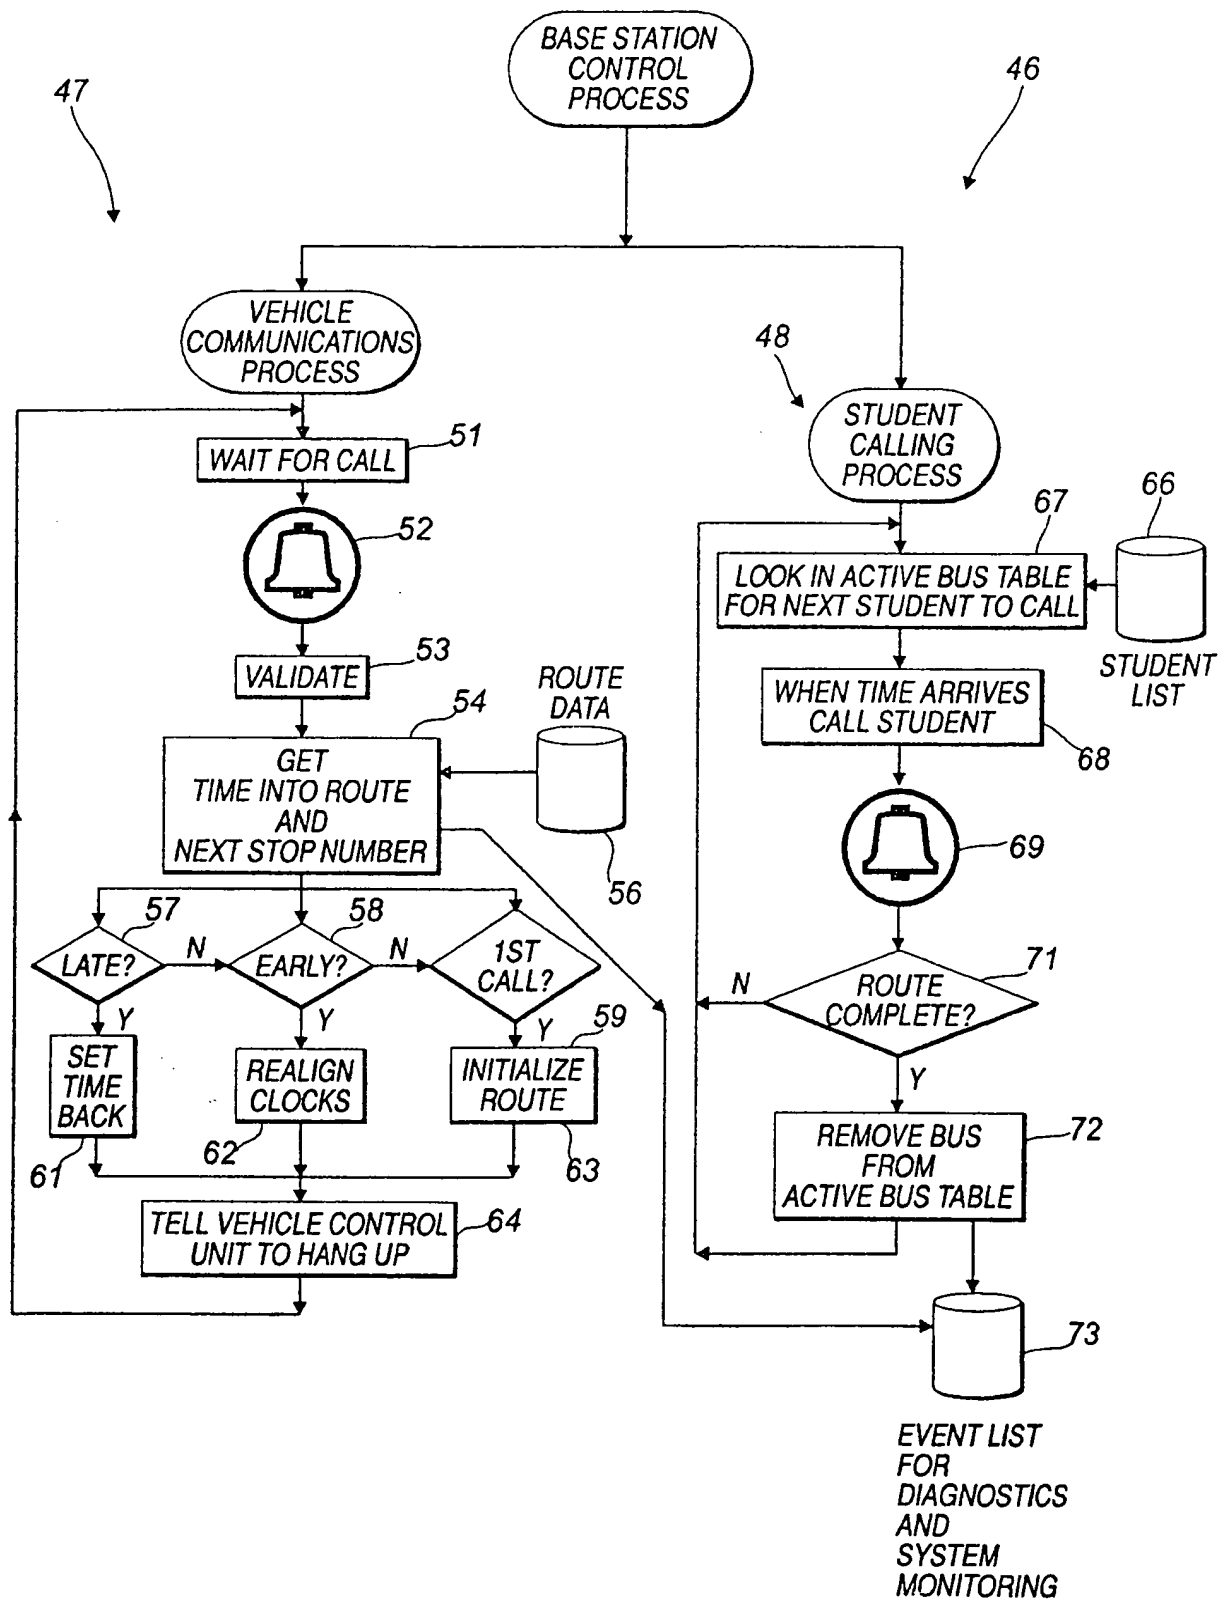 BASE STATION
CONTROL
PROCESS
47
46
VEHICLE
COMMUNICATIONS
PROCESS
48
STUDENT
CALLING
PROCESS
51
WAIT FOR CALL
52
67
66
LOOK IN ACTIVE BUS TABLE
FOR NEXT STUDENT TO CALL
STUDENT
LIST
53
VALIDATE
ROUTE
DATA
54
GET
TIME INTO ROUTE
AND
NEXT STOP NUMBER
56
WHEN TIME ARRIVES
CALL STUDENT
68
69
57
58
LATE?
N
EARLY?
N
1ST
CALL?
Y
Y
Y
59
SET
TIME
BACK
REALIGN
CLOCKS
INITIALIZE
ROUTE
61
62
63
TELL VEHICLE CONTROL
UNIT TO HANG UP
64
71
N
ROUTE
COMPLETE?
Y
REMOVE BUS
FROM
ACTIVE BUS TABLE
72
73
EVENT LIST
FOR
DIAGNOSTICS
AND
SYSTEM
MONITORING